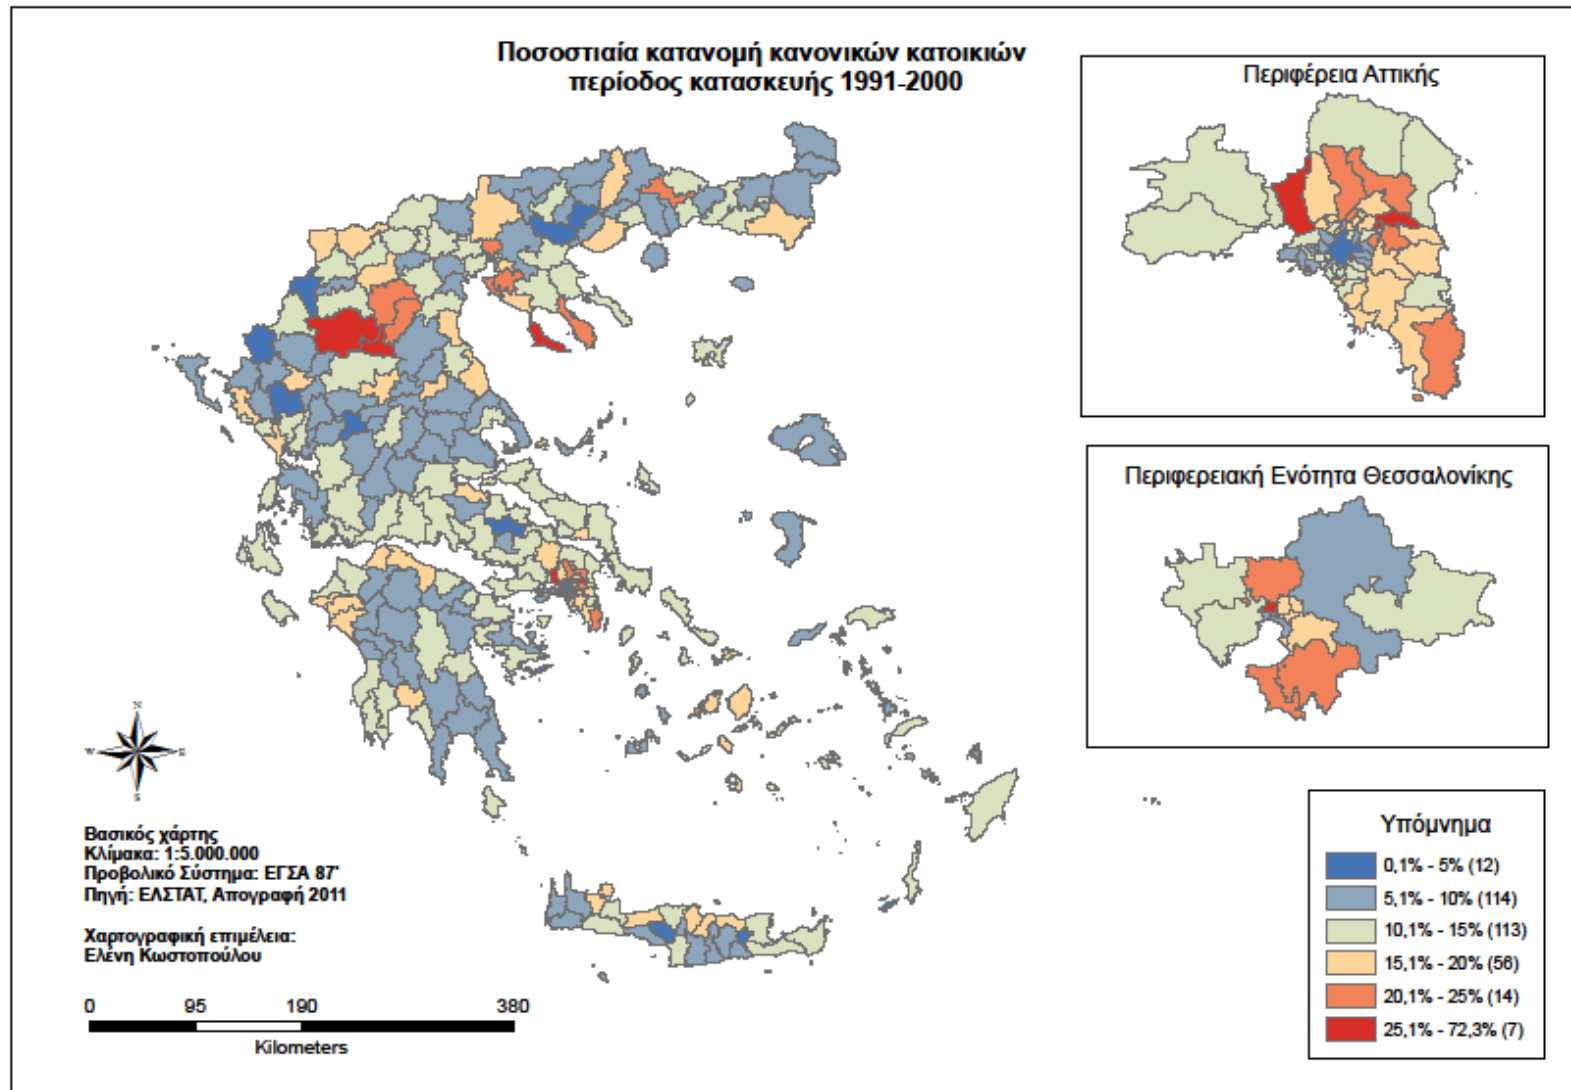 Ποσοστιαία κατανομή κανονικών κατοικιών
περίοδος κατασκευής 1991-2000
Περιφέρεια Αττικής
Περιφερειακή Ενότητα Θεσσαλονίκης
N
W
E
S
Βασικός χάρτης
Κλίμακα: 1:5.000.000
Προβολικό Σύστημα: ΕΓΣΑ 87'
Πηγή: ΕΛΣΤΑΤ, Απογραφή 2011
Χαρτογραφική επιμέλεια:
Ελένη Κωστοπούλου
0 95 190 380
Kilometers
Υπόμνημα
0,1% - 5% (12)
5,1% - 10% (114)
10,1% - 15% (113)
15,1% - 20% (56)
20,1% - 25% (14)
25,1% - 72,3% (7)